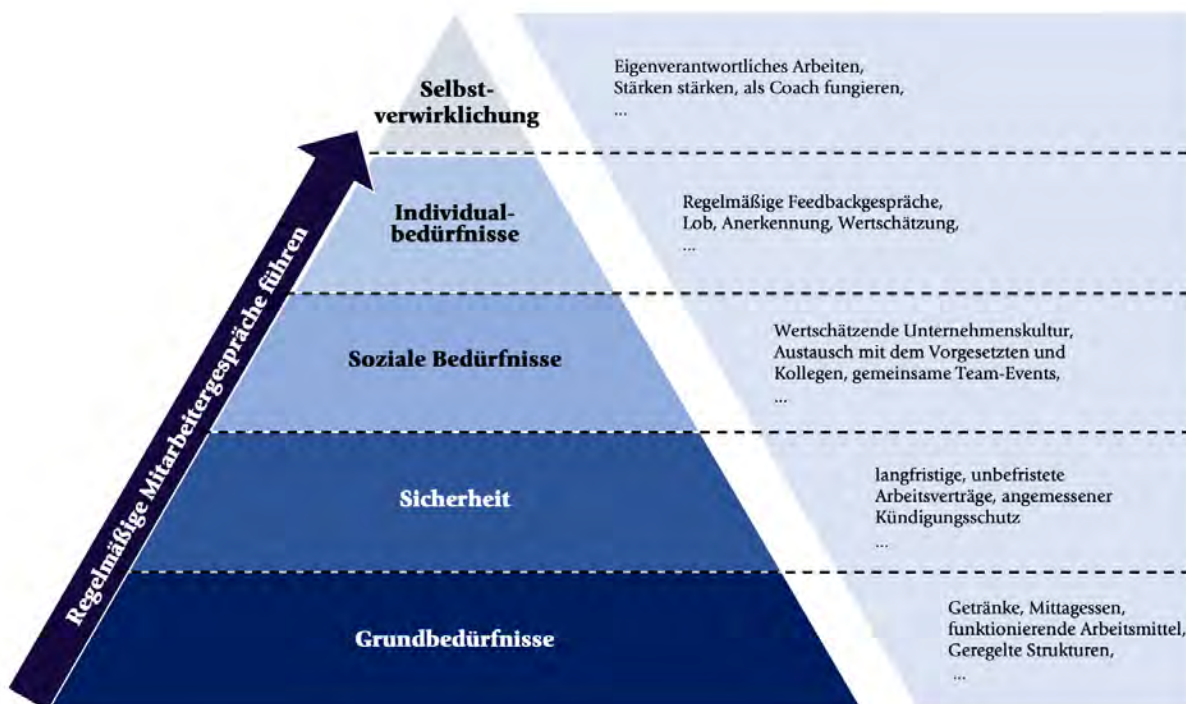 Selbst-
verwirklichung
Eigenverantwortliches Arbeiten,
Stärken stärken, als Coach fungieren,
...
Individual-
bedürfnisse
Regelmäßige Feedbackgespräche,
Lob, Anerkennung, Wertschätzung,
...
Soziale Bedürfnisse
Wertschätzende Unternehmenskultur,
Austausch mit dem Vorgesetzten und
Kollegen, gemeinsame Team-Events,
...
Sicherheit
langfristige, unbefristete
Arbeitsverträge, angemessener
Kündigungsschutz
...
Grundbedürfnisse
Getränke, Mittagessen,
funktionierende Arbeitsmittel,
Geregelte Strukturen,
...
Regelmäßige Mitarbeitergespräche führen